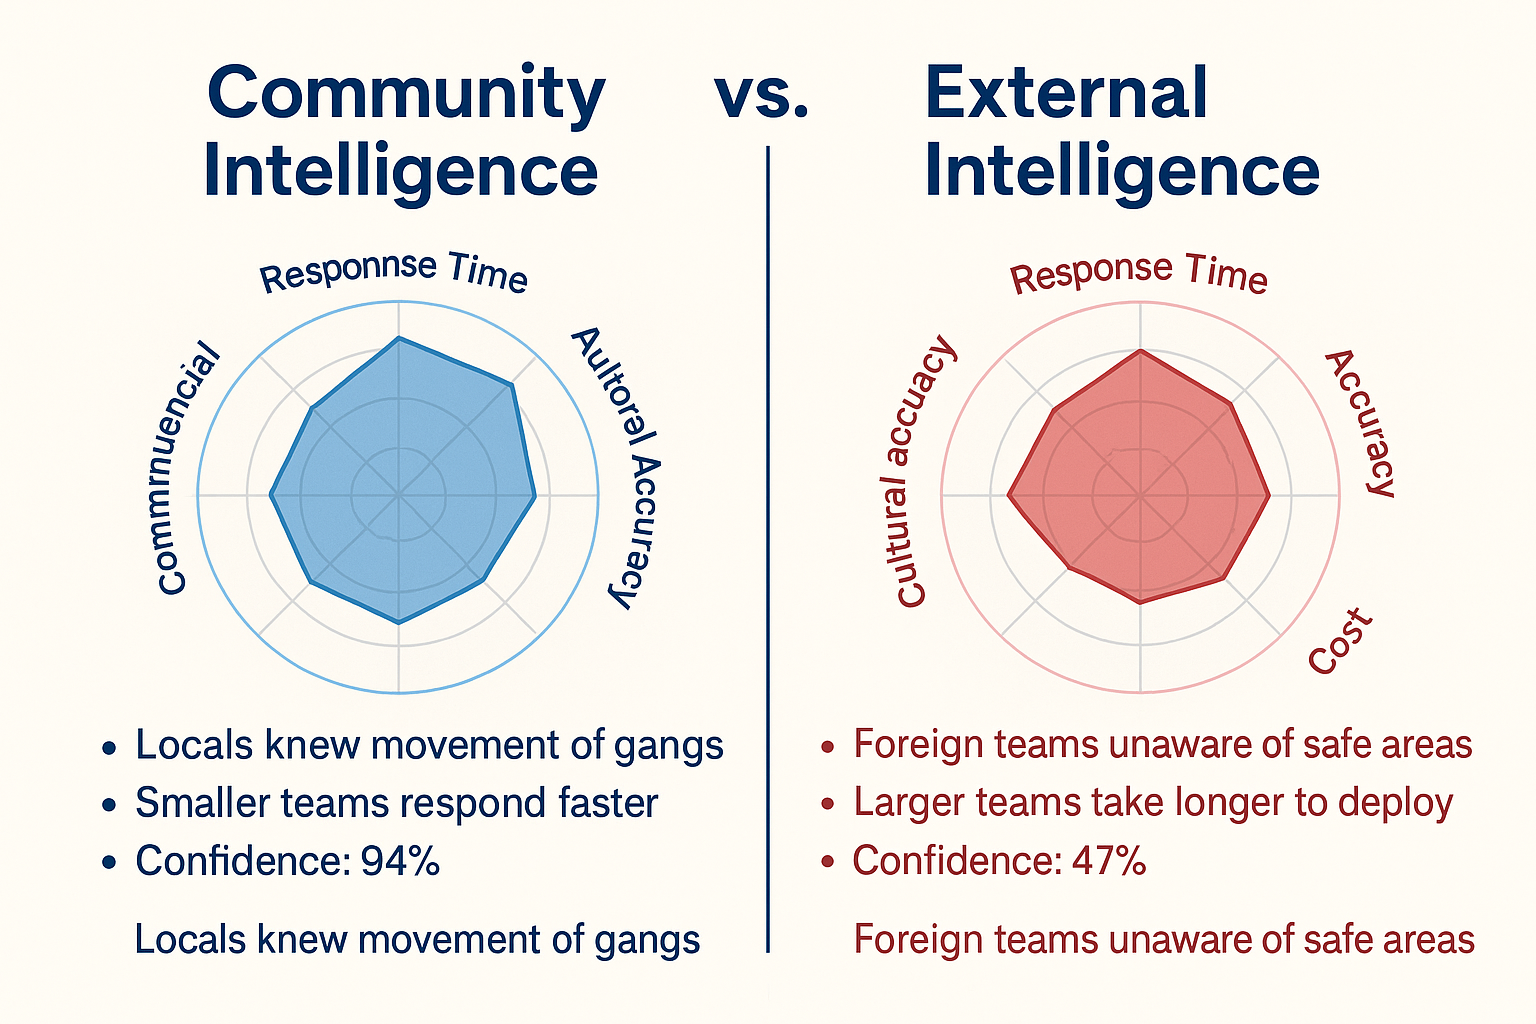 Community
Intelligence
vs.
External
Intelligence
Responnse Time
Aultoral Accuracy
Commrnuencial
Response Time
Accuracy
Cost
Cultural accuacy
• Locals knew movement of gangs
• Smaller teams respond faster
• Confidence: 94%
Locals knew movement of gangs
• Foreign teams unaware of safe areas
• Larger teams take longer to deploy
• Confidence: 47%
Foreign teams unaware of safe areas